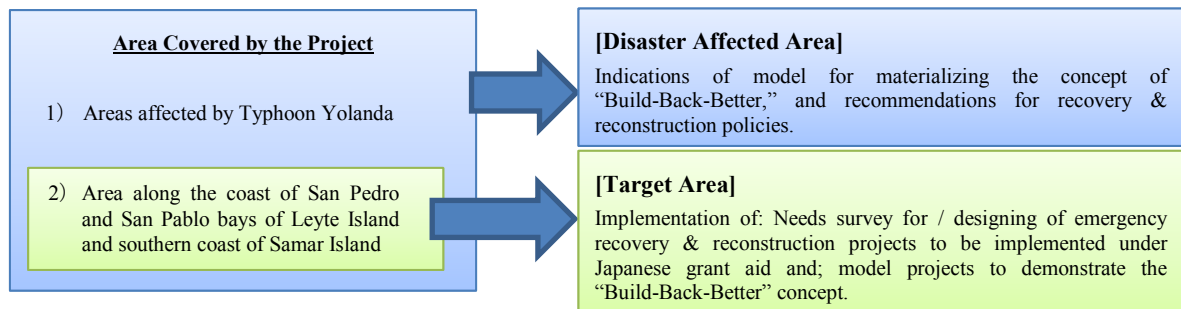 Area Covered by the Project
1) Areas affected by Typhoon Yolanda
2) Area along the coast of San Pedro
and San Pablo bays of Leyte Island
and southern coast of Samar Island
[Disaster Affected Area]
Indications of model for materializing the concept of
“Build-Back-Better,” and recommendations for recovery &
reconstruction policies.
[Target Area]
Implementation of: Needs survey for / designing of emergency
recovery & reconstruction projects to be implemented under
Japanese grant aid and; model projects to demonstrate the
“Build-Back-Better” concept.